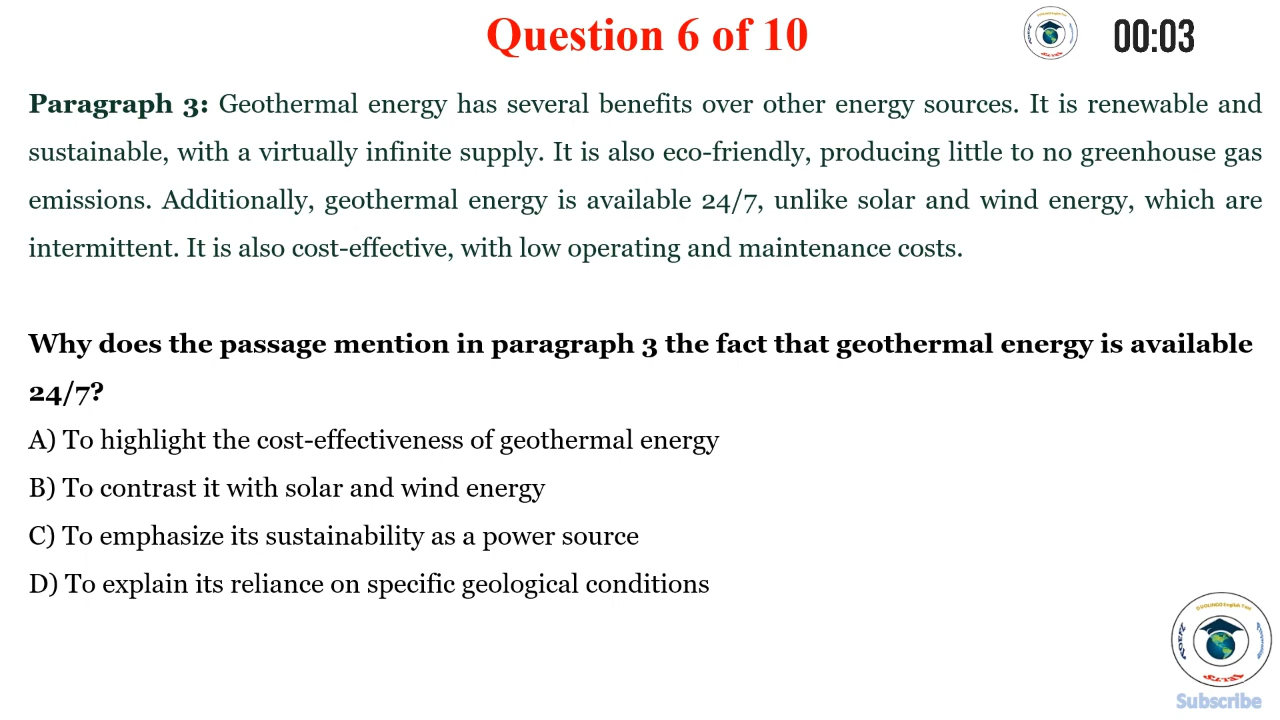 Question 6 of 10
00:03
Paragraph 3: Geothermal energy has several benefits over other energy sources. It is renewable and
sustainable, with a virtually infinite supply. It is also eco-friendly, producing little to no greenhouse gas
emissions. Additionally, geothermal energy is available 24/7, unlike solar and wind energy, which are
intermittent. It is also cost-effective, with low operating and maintenance costs.
Why does the passage mention in paragraph 3 the fact that geothermal energy is available
24/7?
A) To highlight the cost-effectiveness of geothermal energy
B) To contrast it with solar and wind energy
C) To emphasize its sustainability as a power source
D) To explain its reliance on specific geological conditions
Subscribe